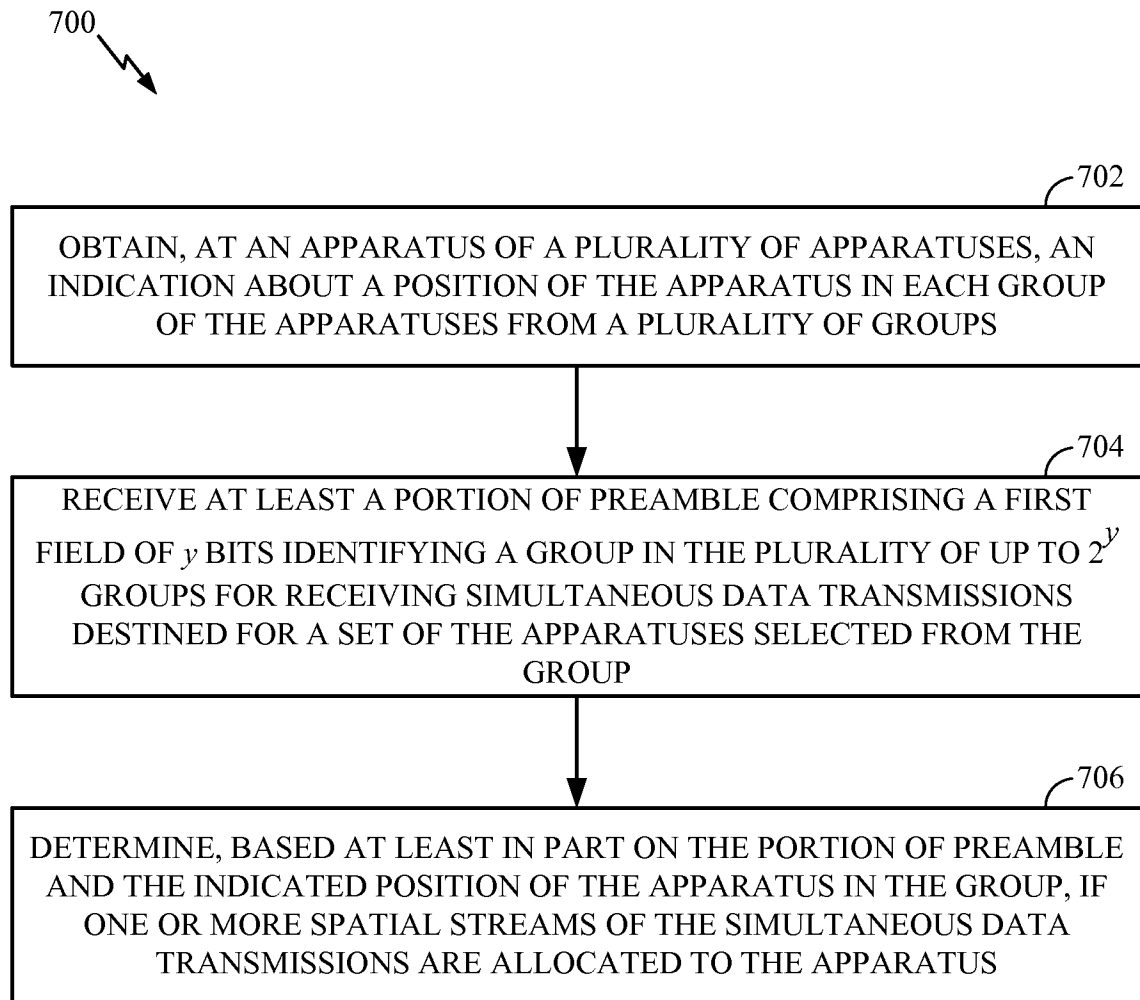 700
702
OBTAIN, AT AN APPARATUS OF A PLURALITY OF APPARATUSES, AN
INDICATION ABOUT A POSITION OF THE APPARATUS IN EACH GROUP
OF THE APPARATUSES FROM A PLURALITY OF GROUPS
704
RECEIVE AT LEAST A PORTION OF PREAMBLE COMPRISING A FIRST
FIELD OF y BITS IDENTIFYING A GROUP IN THE PLURALITY OF UP TO 2^y
GROUPS FOR RECEIVING SIMULTANEOUS DATA TRANSMISSIONS
DESTINED FOR A SET OF THE APPARATUSES SELECTED FROM THE
GROUP
706
DETERMINE, BASED AT LEAST IN PART ON THE PORTION OF PREAMBLE
AND THE INDICATED POSITION OF THE APPARATUS IN THE GROUP, IF
ONE OR MORE SPATIAL STREAMS OF THE SIMULTANEOUS DATA
TRANSMISSIONS ARE ALLOCATED TO THE APPARATUS